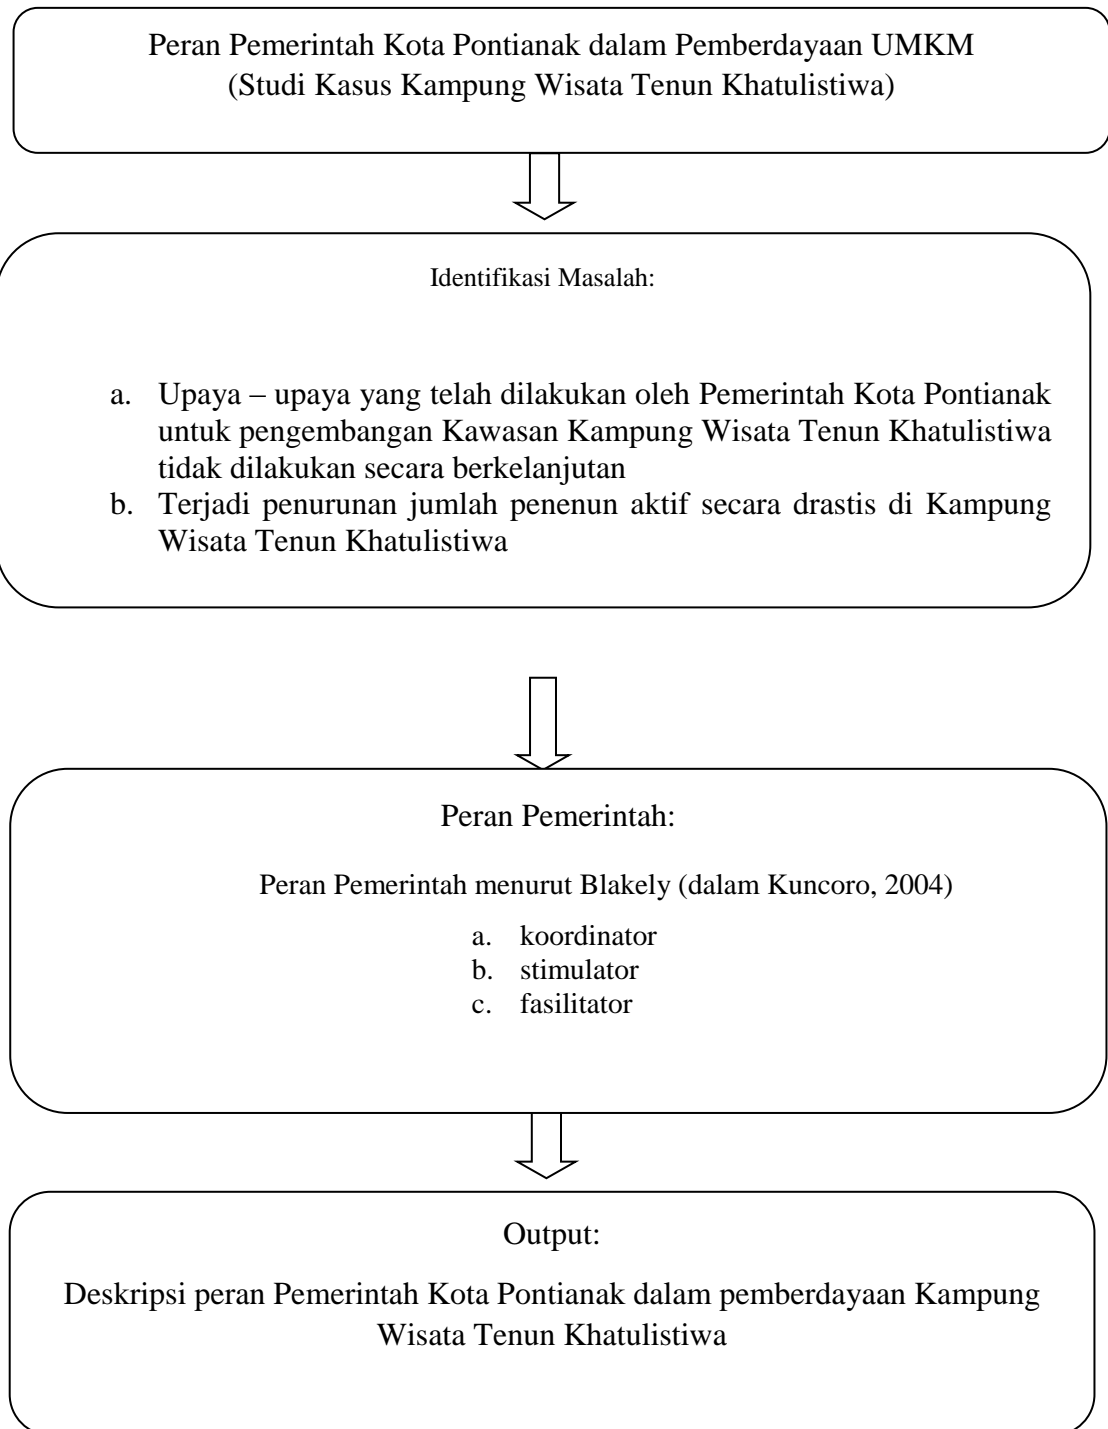 Peran Pemerintah Kota Pontianak dalam Pemberdayaan UMKM
(Studi Kasus Kampung Wisata Tenun Khatulistiwa)
Identifikasi Masalah:
a. Upaya – upaya yang telah dilakukan oleh Pemerintah Kota Pontianak
untuk pengembangan Kawasan Kampung Wisata Tenun Khatulistiwa
tidak dilakukan secara berkelanjutan
b. Terjadi penurunan jumlah penenun aktif secara drastis di Kampung
Wisata Tenun Khatulistiwa
Peran Pemerintah:
Peran Pemerintah menurut Blakely (dalam Kuncoro, 2004)
a. koordinator
b. stimulator
c. fasilitator
Output:
Deskripsi peran Pemerintah Kota Pontianak dalam pemberdayaan Kampung
Wisata Tenun Khatulistiwa